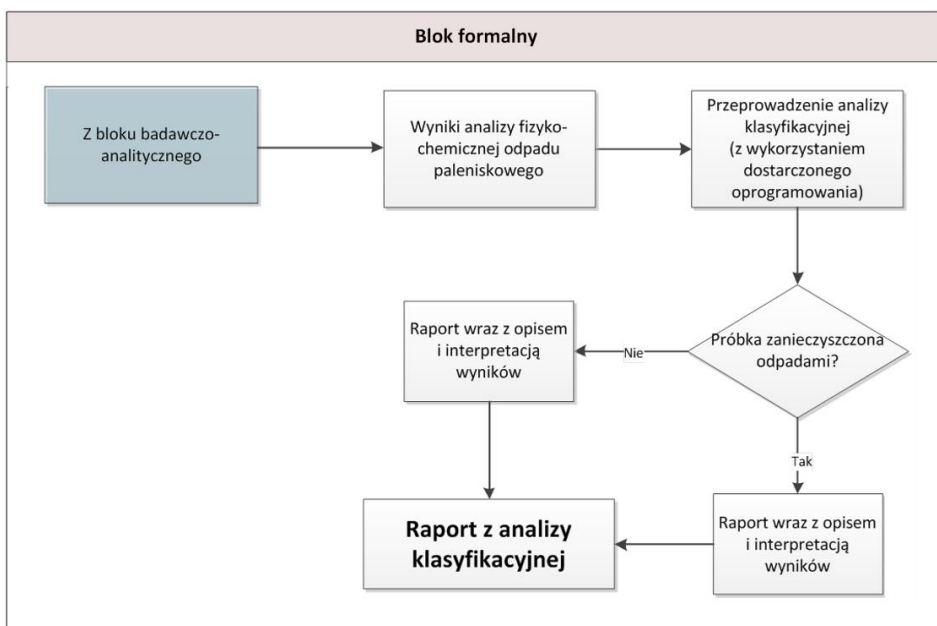 Blok formalny
Z bloku badawczo-
analitycznego
Wyniki analizy fizyko-
chemicznej odpadu
paleniskowego
Przeprowadzenie analizy
klasyfikacyjnej
(z wykorzystaniem
dostarczonego
oprogramowania)
Próbka zanieczyszczona
odpadami?
Nie
Raport wraz z opisem
i interpretacją
wyników
Tak
Raport wraz z opisem
i interpretacją
wyników
Raport z analizy
klasyfikacyjnej